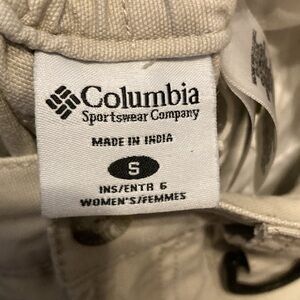 Columbia
Sportswear Company
MADE IN INDIA
S
INS/ENTR 6
WOMEN'S/FEMMES